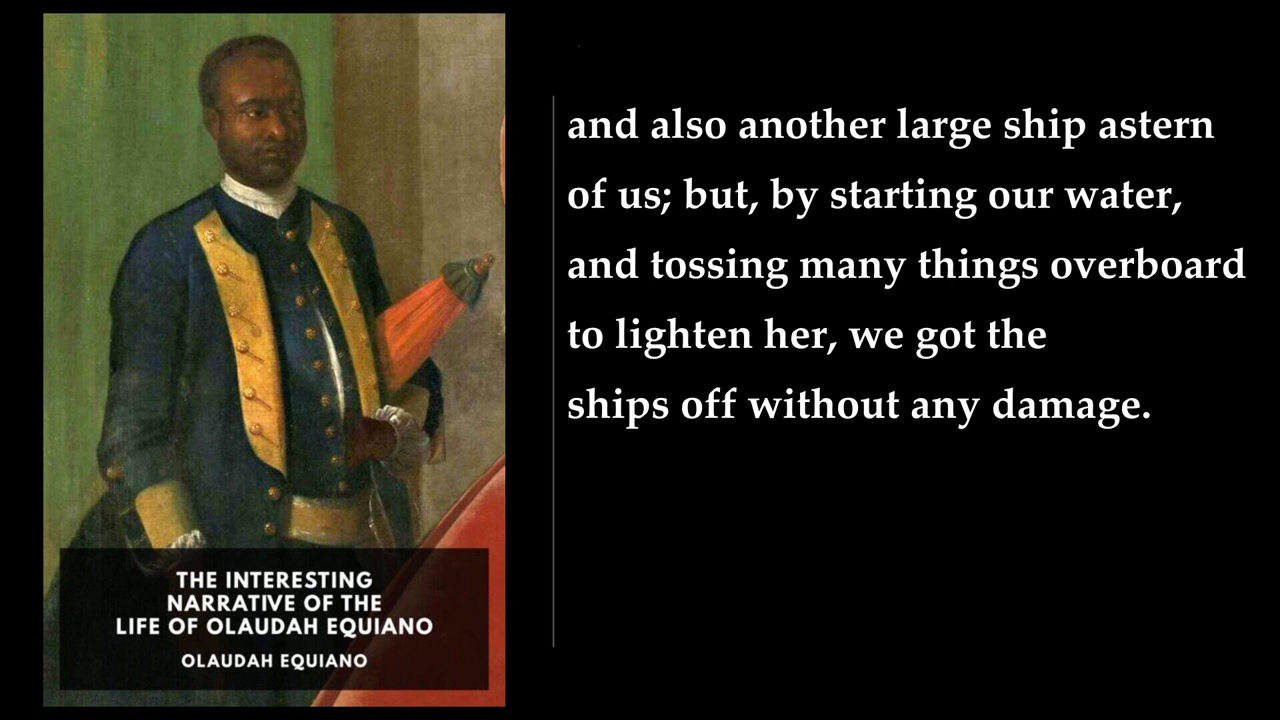 and also another large ship astern
of us; but, by starting our water,
and tossing many things overboard
to lighten her, we got the
ships off without any damage.
THE INTERESTING
NARRATIVE OF THE
LIFE OF OLAUDAH EQUIANO
OLAUDAH EQUIANO